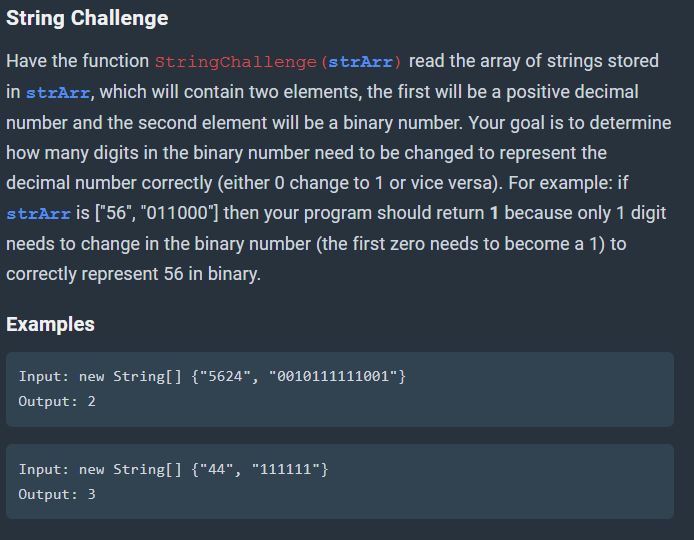 String Challenge
Have the function StringChallenge(strArr) read the array of strings stored
in strArr, which will contain two elements, the first will be a positive decimal
number and the second element will be a binary number. Your goal is to determine
how many digits in the binary number need to be changed to represent the
decimal number correctly (either 0 change to 1 or vice versa). For example: if
strArr is ["56", "011000"] then your program should return 1 because only 1 digit
needs to change in the binary number (the first zero needs to become a 1) to
correctly represent 56 in binary.
Examples
Input: new String[] {"5624", "0010111111001"}
Output: 2
Input: new String[] {"44", "111111"}
Output: 3